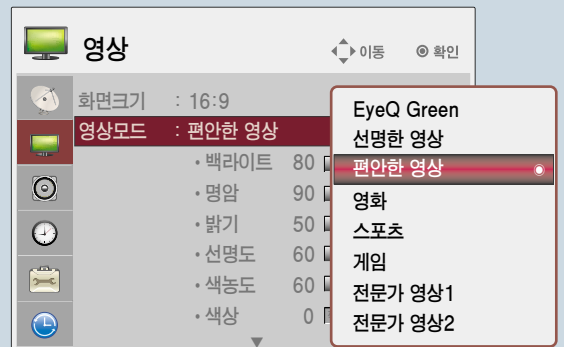 영상 이동 확인
화면크기 : 16:9
영상모드 : 편안한 영상
• 백라이트 80
• 명암 90
• 밝기 50
• 선명도 60
• 색농도 60
• 색상 0
EyeQ Green
선명한 영상
편안한 영상
영화
스포츠
게임
전문가 영상1
전문가 영상2